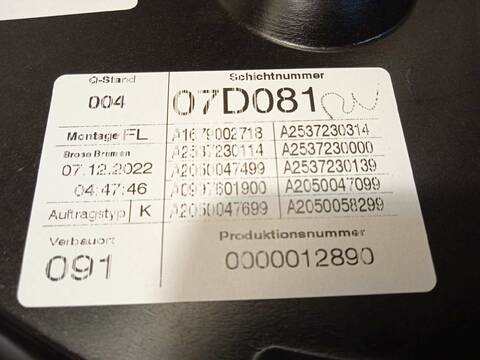 Q-Stand Schichtnummer
004 07D081
Montage FL A1679002718 A2537230314
Brose Bremen A2537230114 A2537230000
07.12.2022 A2050047499 A2537230139
04:47:46 A0997601900 A2050047099
Auftragstyp K A2050047699 A2050058299
Verbauort Produktionsnummer
091 0000012890